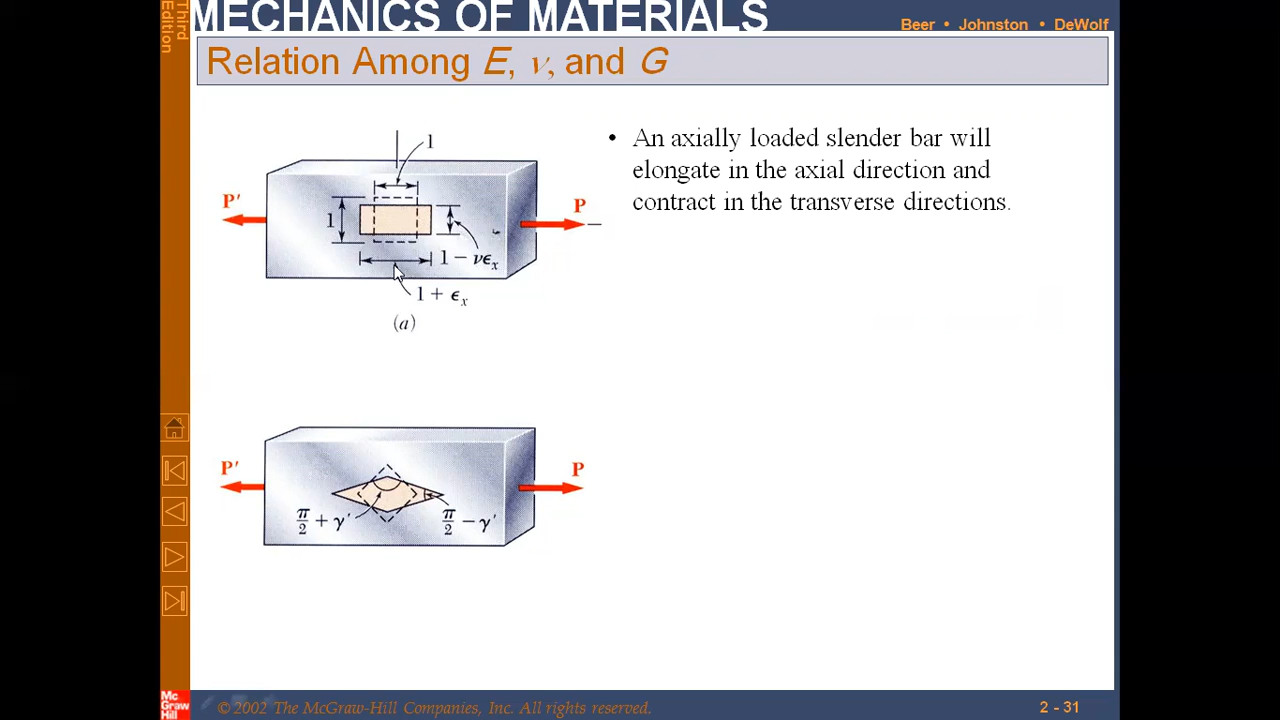 Third
Edition
MECHANICS OF MATERIALS
Beer • Johnston • DeWolf
Relation Among E, ν, and G
• An axially loaded slender bar will
elongate in the axial direction and
contract in the transverse directions.
1
P′
1
P
1 − νϵx
1 + ϵx
(a)
P′
P
π/2 + γ′
π/2 − γ′
Mc
Graw
Hill
© 2002 The McGraw-Hill Companies, Inc. All rights reserved.
2 - 31